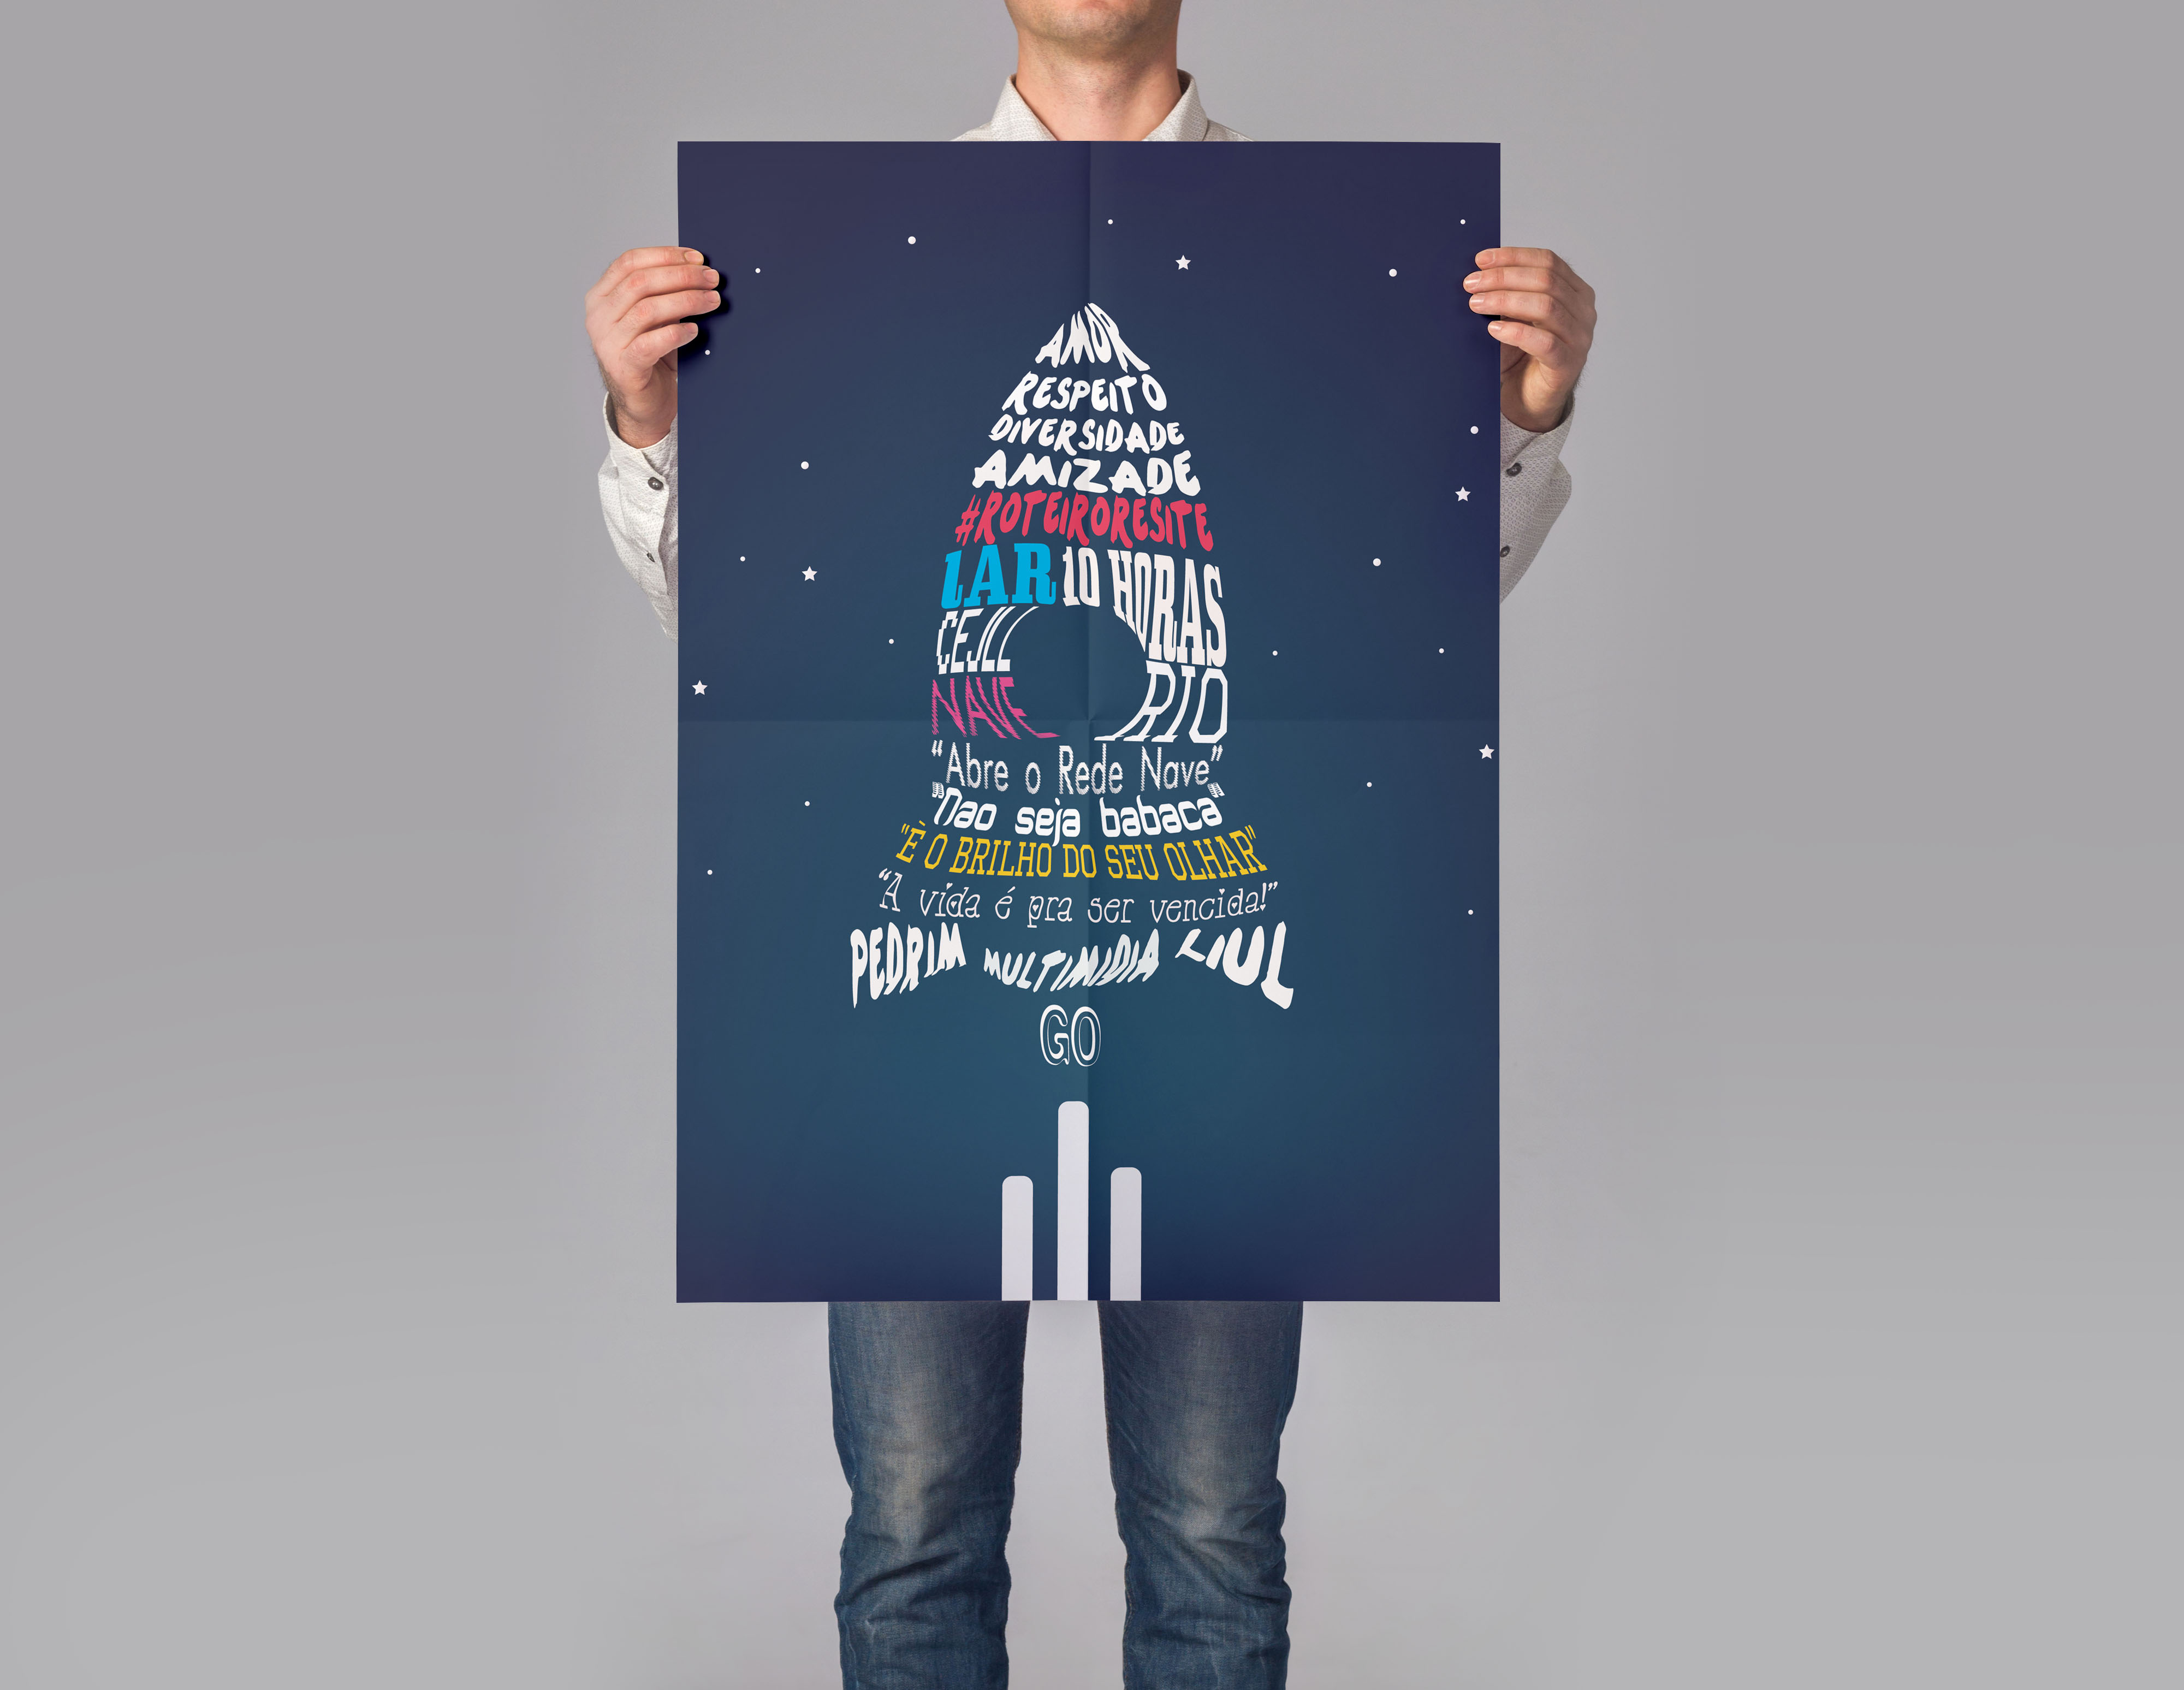 AMOR
RESPEITO
DIVERSIDADE
AMIZADE
#ROTEIRORESITE
LAR 10 HORAS
CEJLL
NAVE RIO
“Abre o Rede Nave”
"Nao seja babaca"
"È O BRILHO DO SEU OLHAR"
“A vida é pra ser vencida!”
PEDRIM MULTIMIDIA LIUL
GO